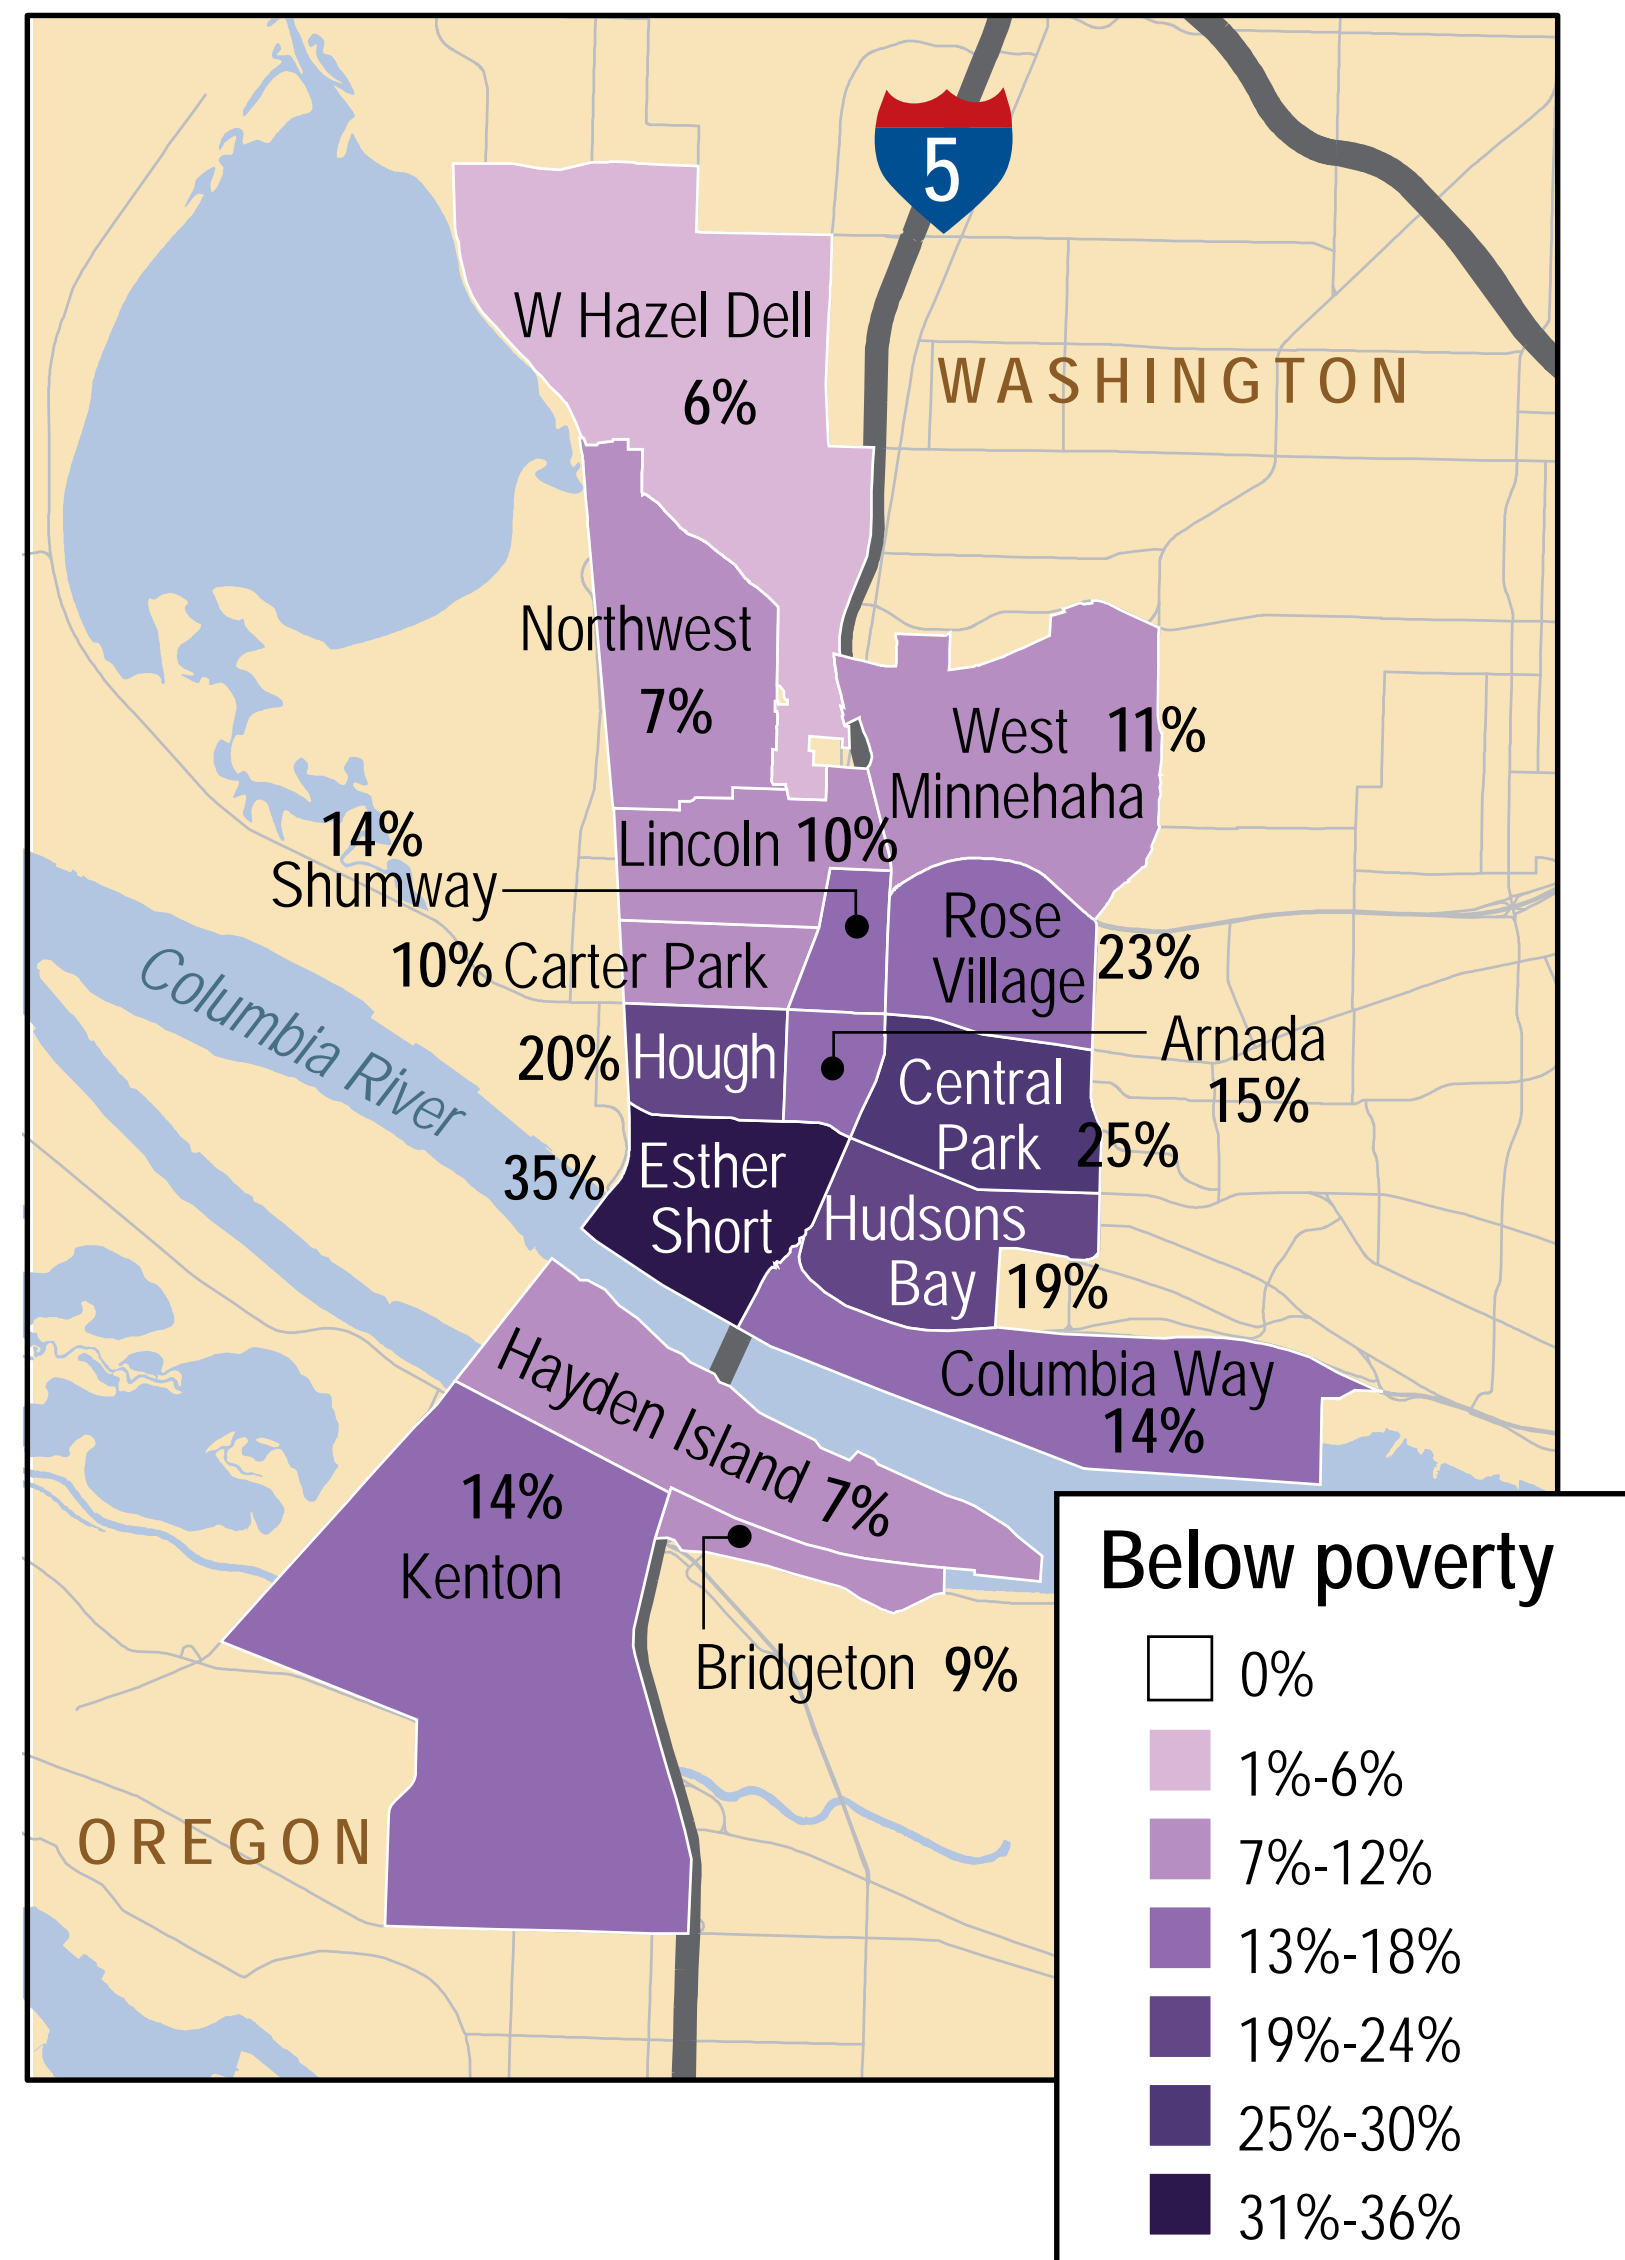 5
W Hazel Dell
6%
WASHINGTON
Northwest
7%
West 11%
Minnehaha
14%
Shumway
Lincoln 10%
Rose
Village
23%
10% Carter Park
Columbia River
Arnada
15%
20% Hough
Central
Park 25%
35%
Esther
Short
Hudsons
Bay 19%
Hayden Island 7%
Columbia Way
14%
14%
Kenton
Bridgeton 9%
OREGON
Below poverty
0%
1%-6%
7%-12%
13%-18%
19%-24%
25%-30%
31%-36%